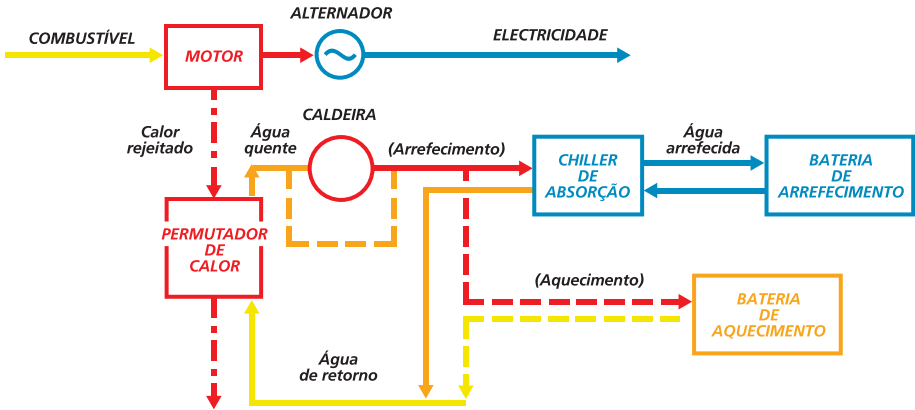 ALTERNADOR
COMBUSTÍVEL
ELECTRICIDADE
MOTOR
CALDEIRA
Calor
rejeitado
Água
quente
(Arrefecimento)
Água
arrefecida
CHILLER
DE
ABSORÇÃO
BATERIA
DE
ARREFECIMENTO
PERMUTADOR
DE
CALOR
(Aquecimento)
BATERIA
DE
AQUECIMENTO
Água
de retorno